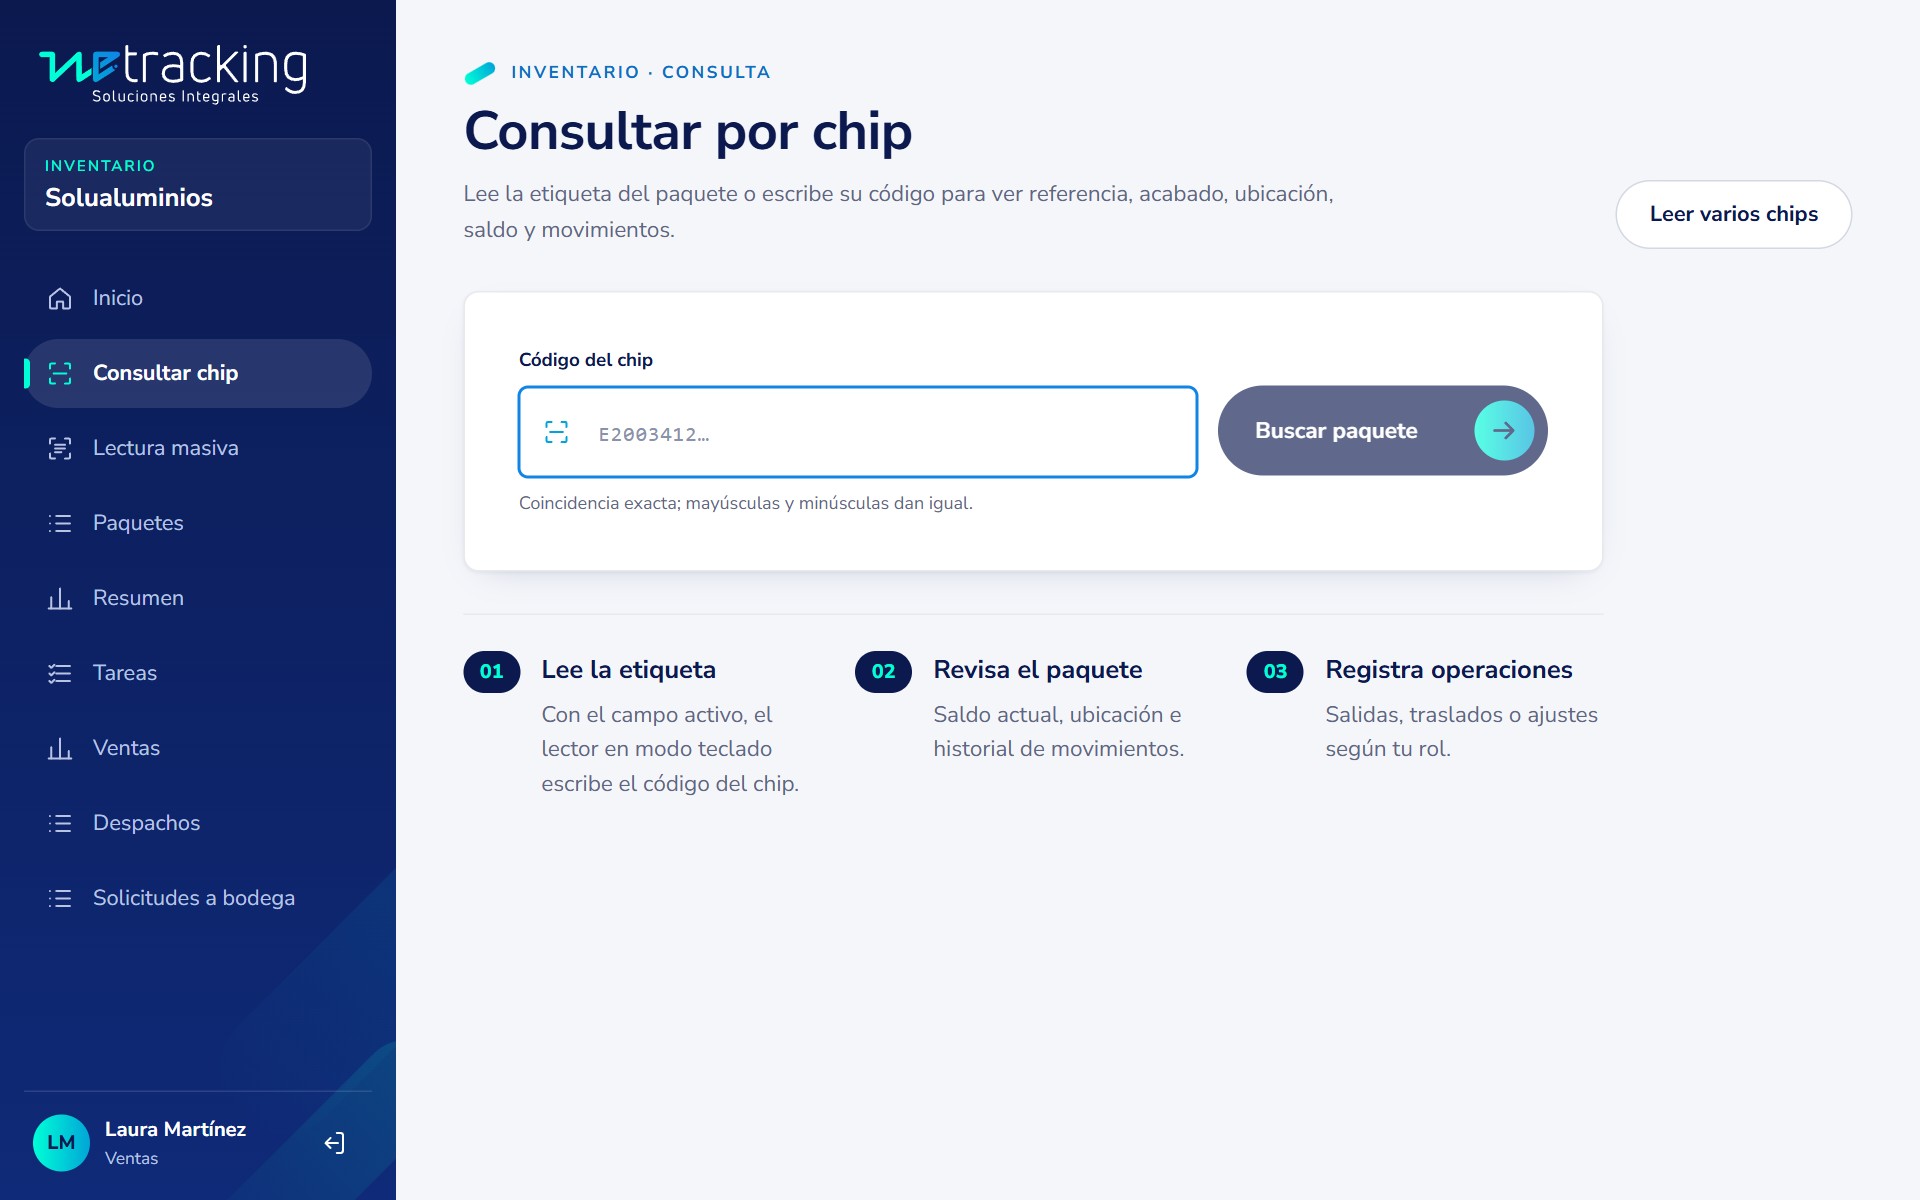 wetracking
Soluciones Integrales
INVENTARIO
Solualuminios
Inicio
Consultar chip
Lectura masiva
Paquetes
Resumen
Tareas
Ventas
Despachos
Solicitudes a bodega
LM
Laura Martínez
Ventas
INVENTARIO · CONSULTA
Consultar por chip
Lee la etiqueta del paquete o escribe su código para ver referencia, acabado, ubicación,
saldo y movimientos.
Leer varios chips
Código del chip
E2003412…
Buscar paquete
Coincidencia exacta; mayúsculas y minúsculas dan igual.
01
Lee la etiqueta
Con el campo activo, el
lector en modo teclado
escribe el código del chip.
02
Revisa el paquete
Saldo actual, ubicación e
historial de movimientos.
03
Registra operaciones
Salidas, traslados o ajustes
según tu rol.